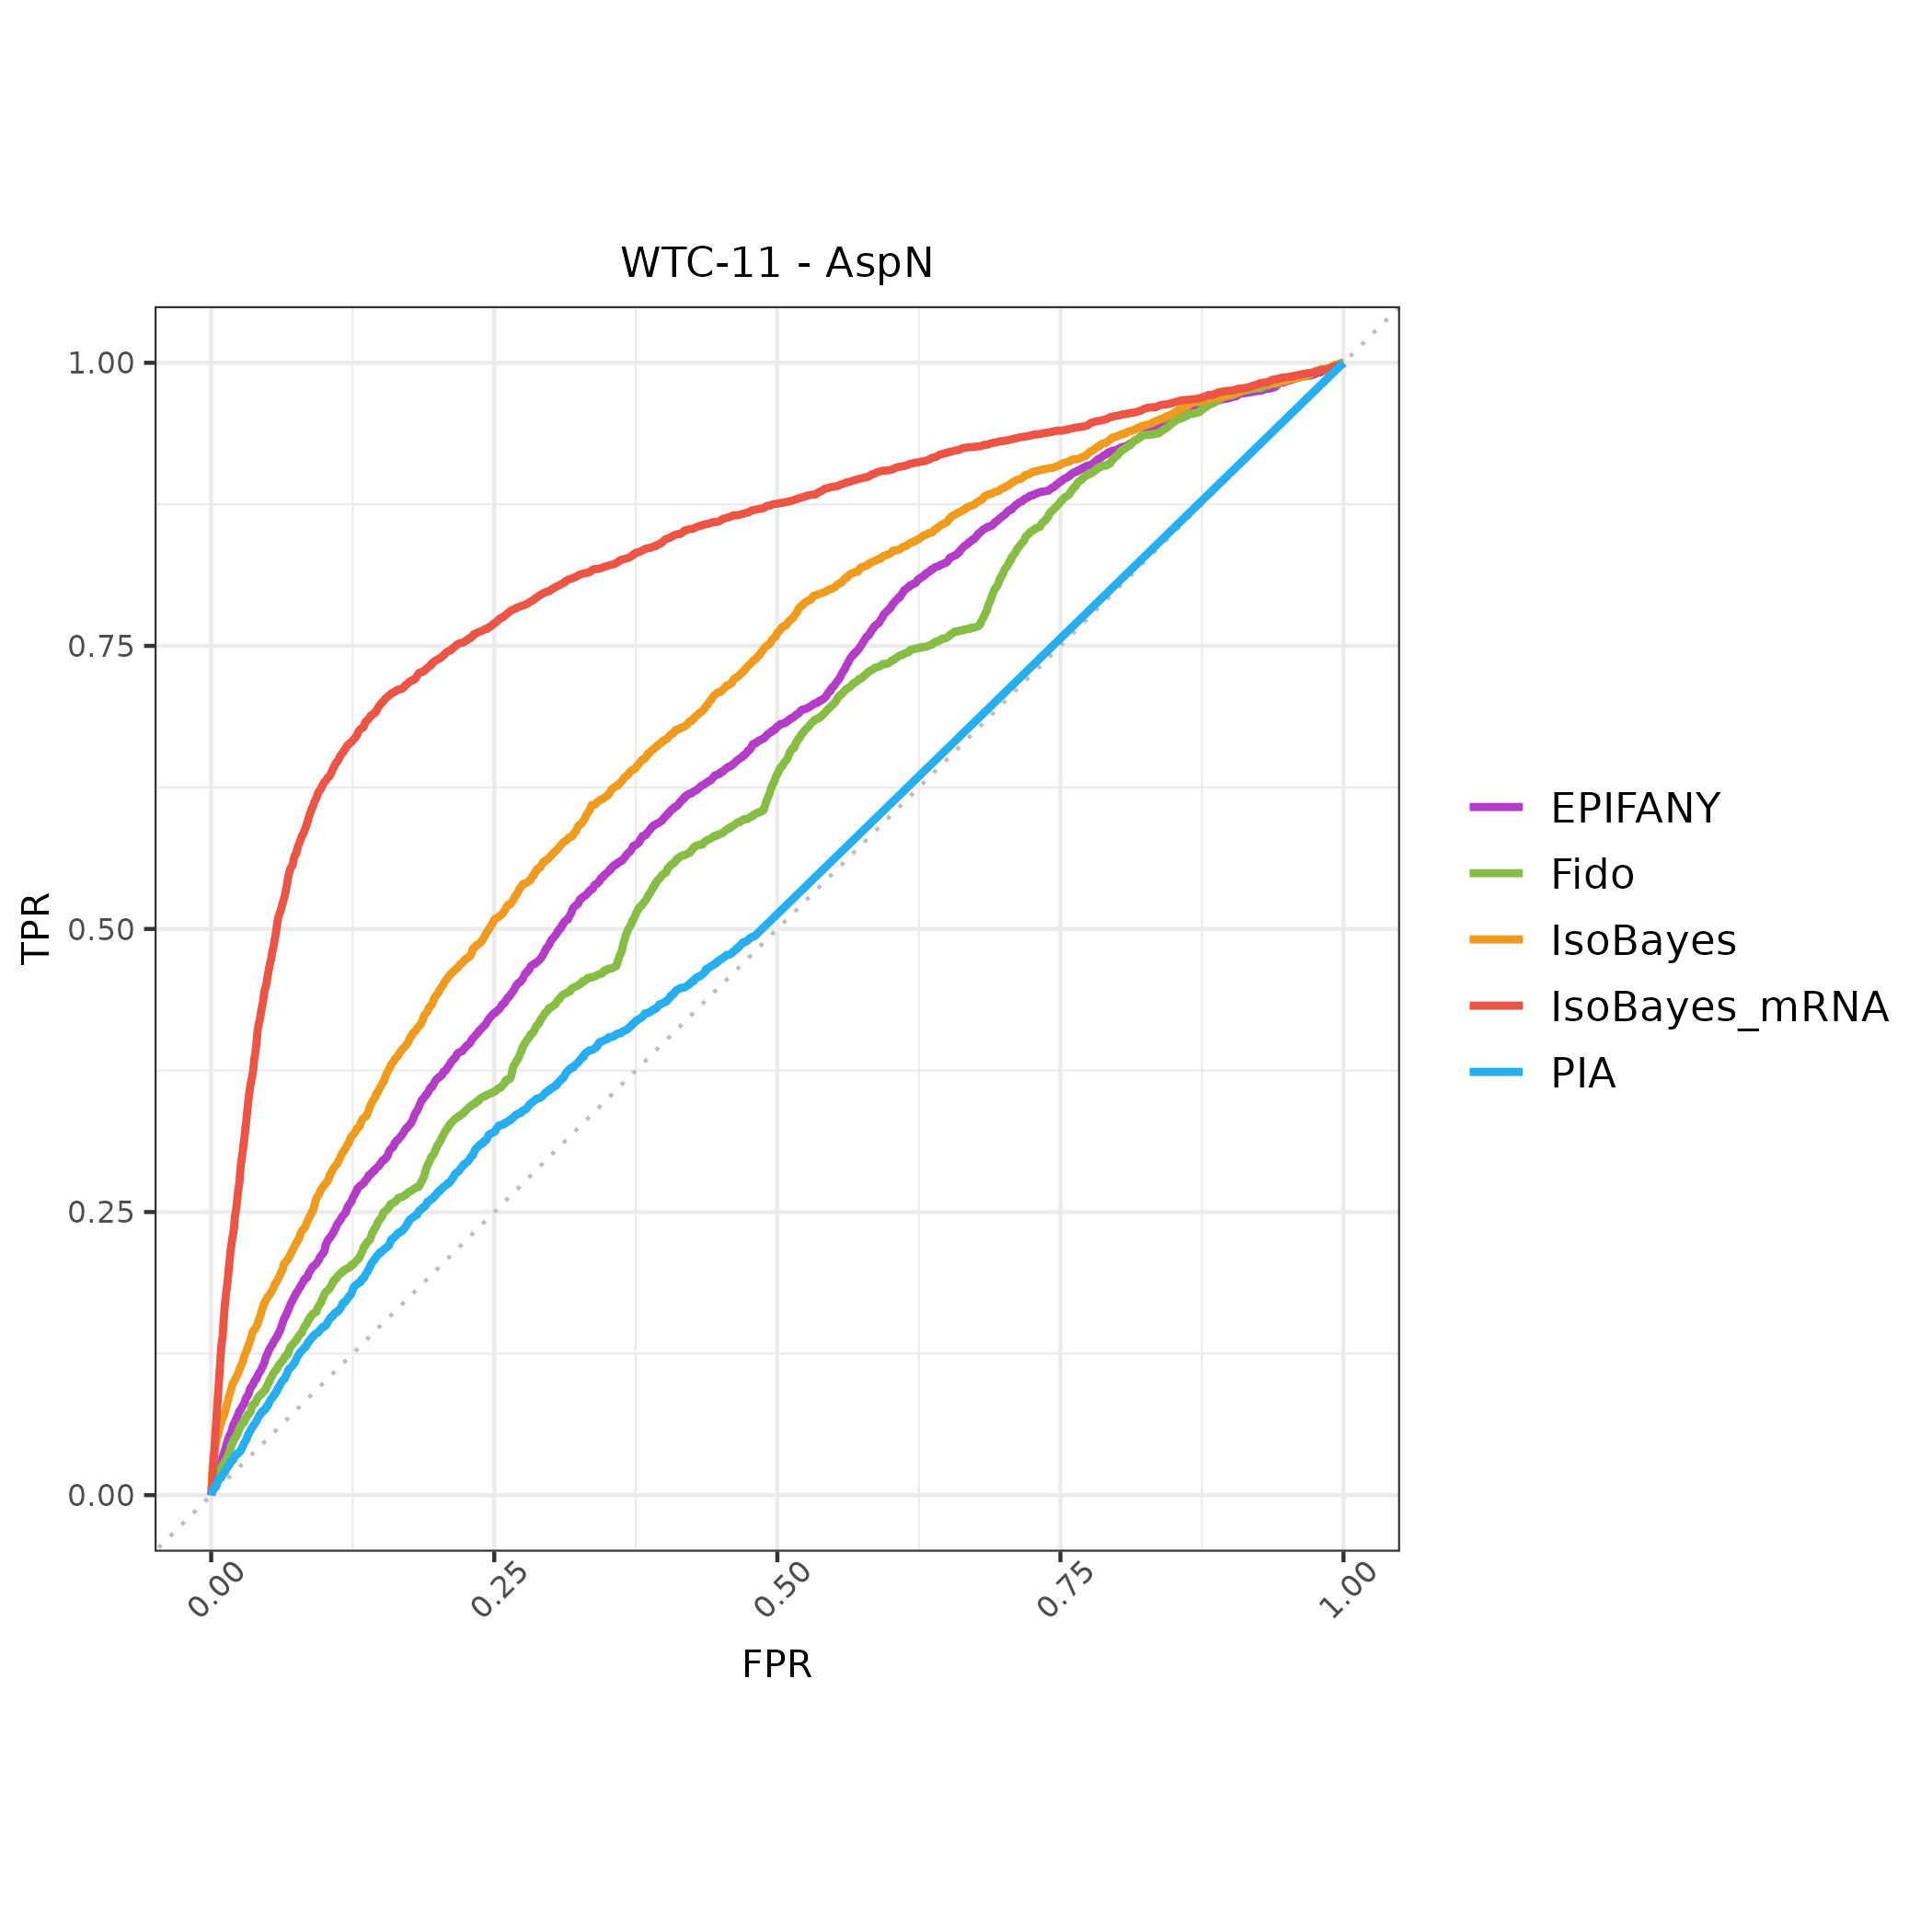 WTC-11 - AspN
TPR
1.00
0.75
0.50
0.25
0.00
0.00
0.25
0.50
0.75
1.00
FPR
EPIFANY
Fido
IsoBayes
IsoBayes_mRNA
PIA